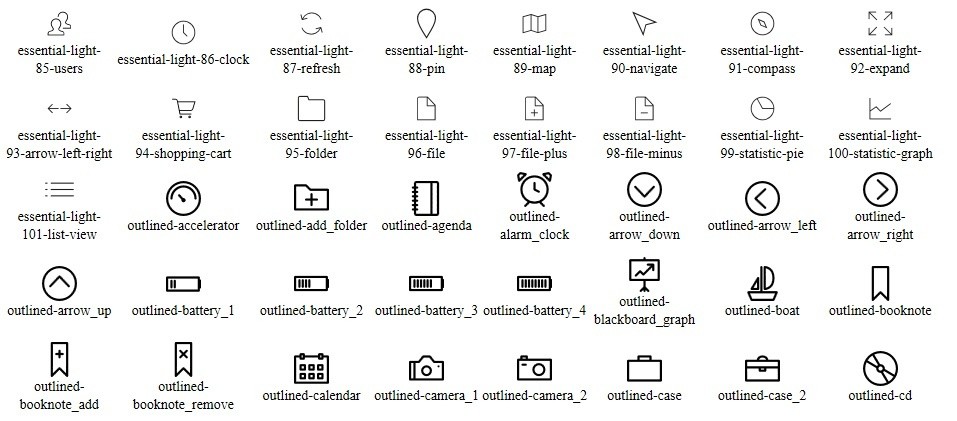 essential-light-
85-users
essential-light-86-clock
essential-light-
87-refresh
essential-light-
88-pin
essential-light-
89-map
essential-light-
90-navigate
essential-light-
91-compass
essential-light-
92-expand
essential-light-
93-arrow-left-right
essential-light-
94-shopping-cart
essential-light-
95-folder
essential-light-
96-file
essential-light-
97-file-plus
essential-light-
98-file-minus
essential-light-
99-statistic-pie
essential-light-
100-statistic-graph
essential-light-
101-list-view
outlined-accelerator
outlined-add_folder
outlined-agenda
outlined-
alarm_clock
outlined-
arrow_down
outlined-arrow_left
outlined-
arrow_right
outlined-arrow_up
outlined-battery_1
outlined-battery_2
outlined-battery_3
outlined-battery_4
outlined-
blackboard_graph
outlined-boat
outlined-booknote
outlined-
booknote_add
outlined-
booknote_remove
outlined-calendar
outlined-camera_1
outlined-camera_2
outlined-case
outlined-case_2
outlined-cd